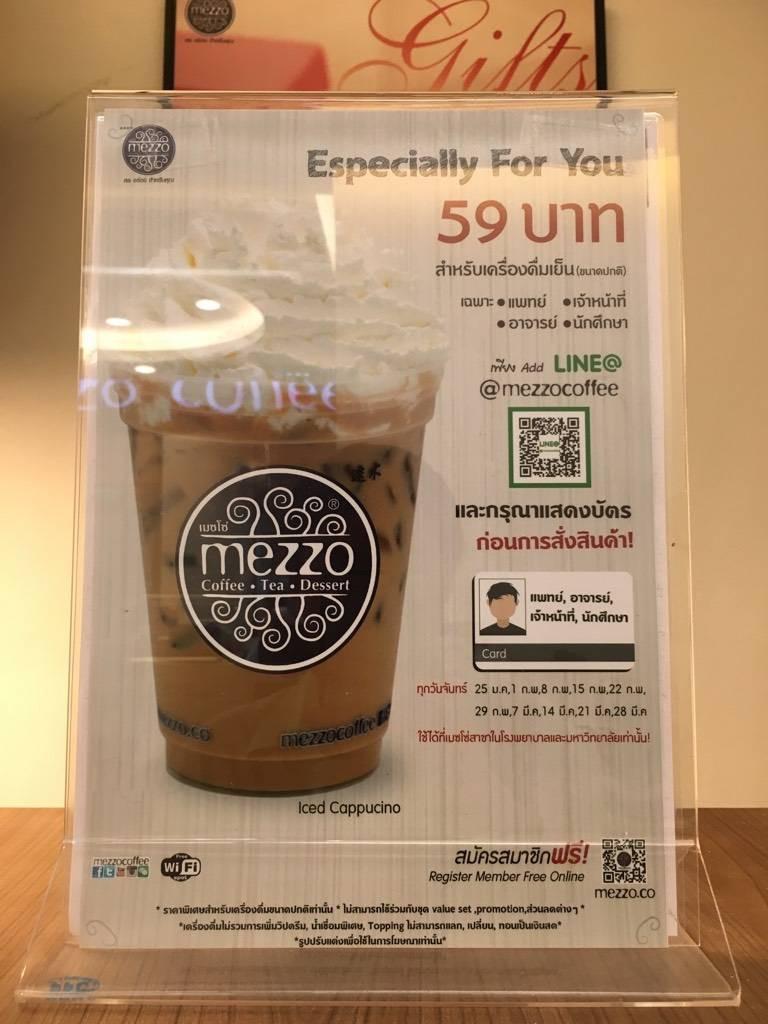 mezzo
Gifts
mezzo
Especially For You
59 บาท
สำหรับเครื่องดื่มเย็น (ขนาดปกติ)
เฉพาะ • แพทย์ • เจ้าหน้าที่
• อาจารย์ • นักศึกษา
เพียง Add LINE@
@mezzocoffee
LINE@
และกรุณาแสดงบัตร
ก่อนการสั่งสินค้า!
เมซโซ่ ®
mezzo
Coffee • Tea • Dessert
แพทย์, อาจารย์,
เจ้าหน้าที่, นักศึกษา
Card
ทุกวันจันทร์ 25 ม.ค,1 ก.พ,8 ก.พ,15 ก.พ,22 ก.พ,
29 ก.พ,7 มี.ค,14 มี.ค,21 มี.ค,28 มี.ค
ใช้ได้ที่เมซโซ่สาขาในโรงพยาบาลและมหาวิทยาลัยเท่านั้น!
mezzo.co
mezzocoffee
Iced Cappucino
mezzocoffee
WiFi
สมัครสมาชิกฟรี!
Register Member Free Online
mezzo.co
* ราคาพิเศษสำหรับเครื่องดื่มขนาดปกติเท่านั้น * ไม่สามารถใช้ร่วมกับชุด value set ,promotion,ส่วนลดต่างๆ *
*เครื่องดื่มไม่รวมการเพิ่มวิปครีม, น้ำเชื่อมพิเศษ, Topping ไม่สามารถแลก, เปลี่ยน, ทอนเป็นเงินสด*
*รูปปรับแต่งเพื่อใช้ในการโฆษณาเท่านั้น*